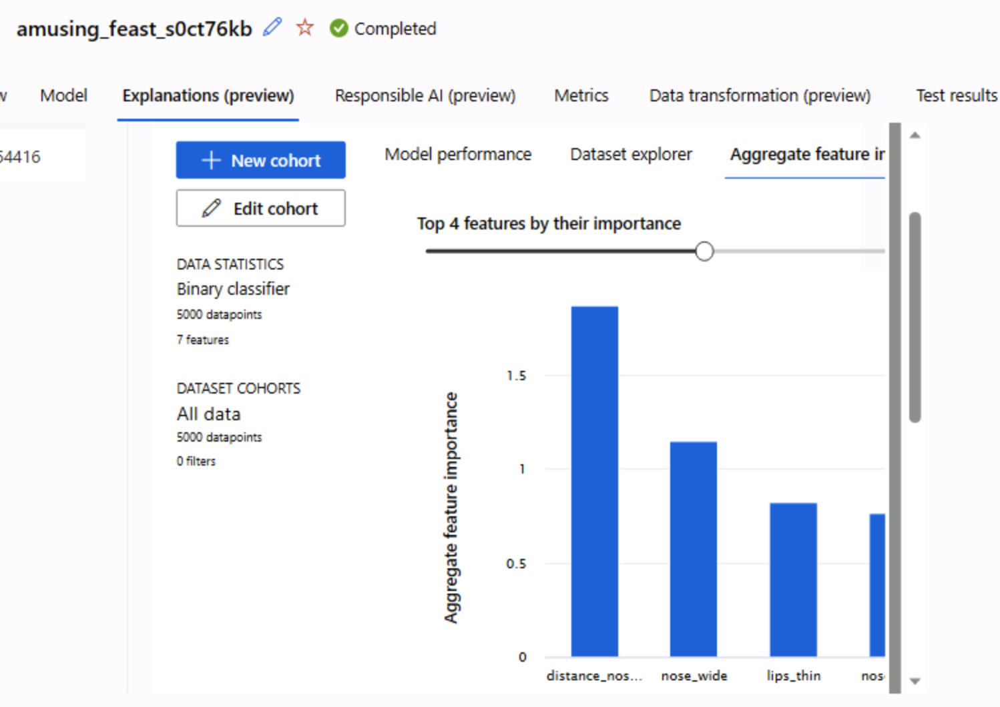 amusing_feast_s0ct76kb Completed
Model Explanations (preview) Responsible AI (preview) Metrics Data transformation (preview) Test results
54416
New cohort
Edit cohort
DATA STATISTICS
Binary classifier
5000 datapoints
7 features
DATASET COHORTS
All data
5000 datapoints
0 filters
Model performance Dataset explorer Aggregate feature
Top 4 features by their importance
Aggregate feature importance
1.5
1
0.5
0
distance_nos... nose_wide lips_thin nos